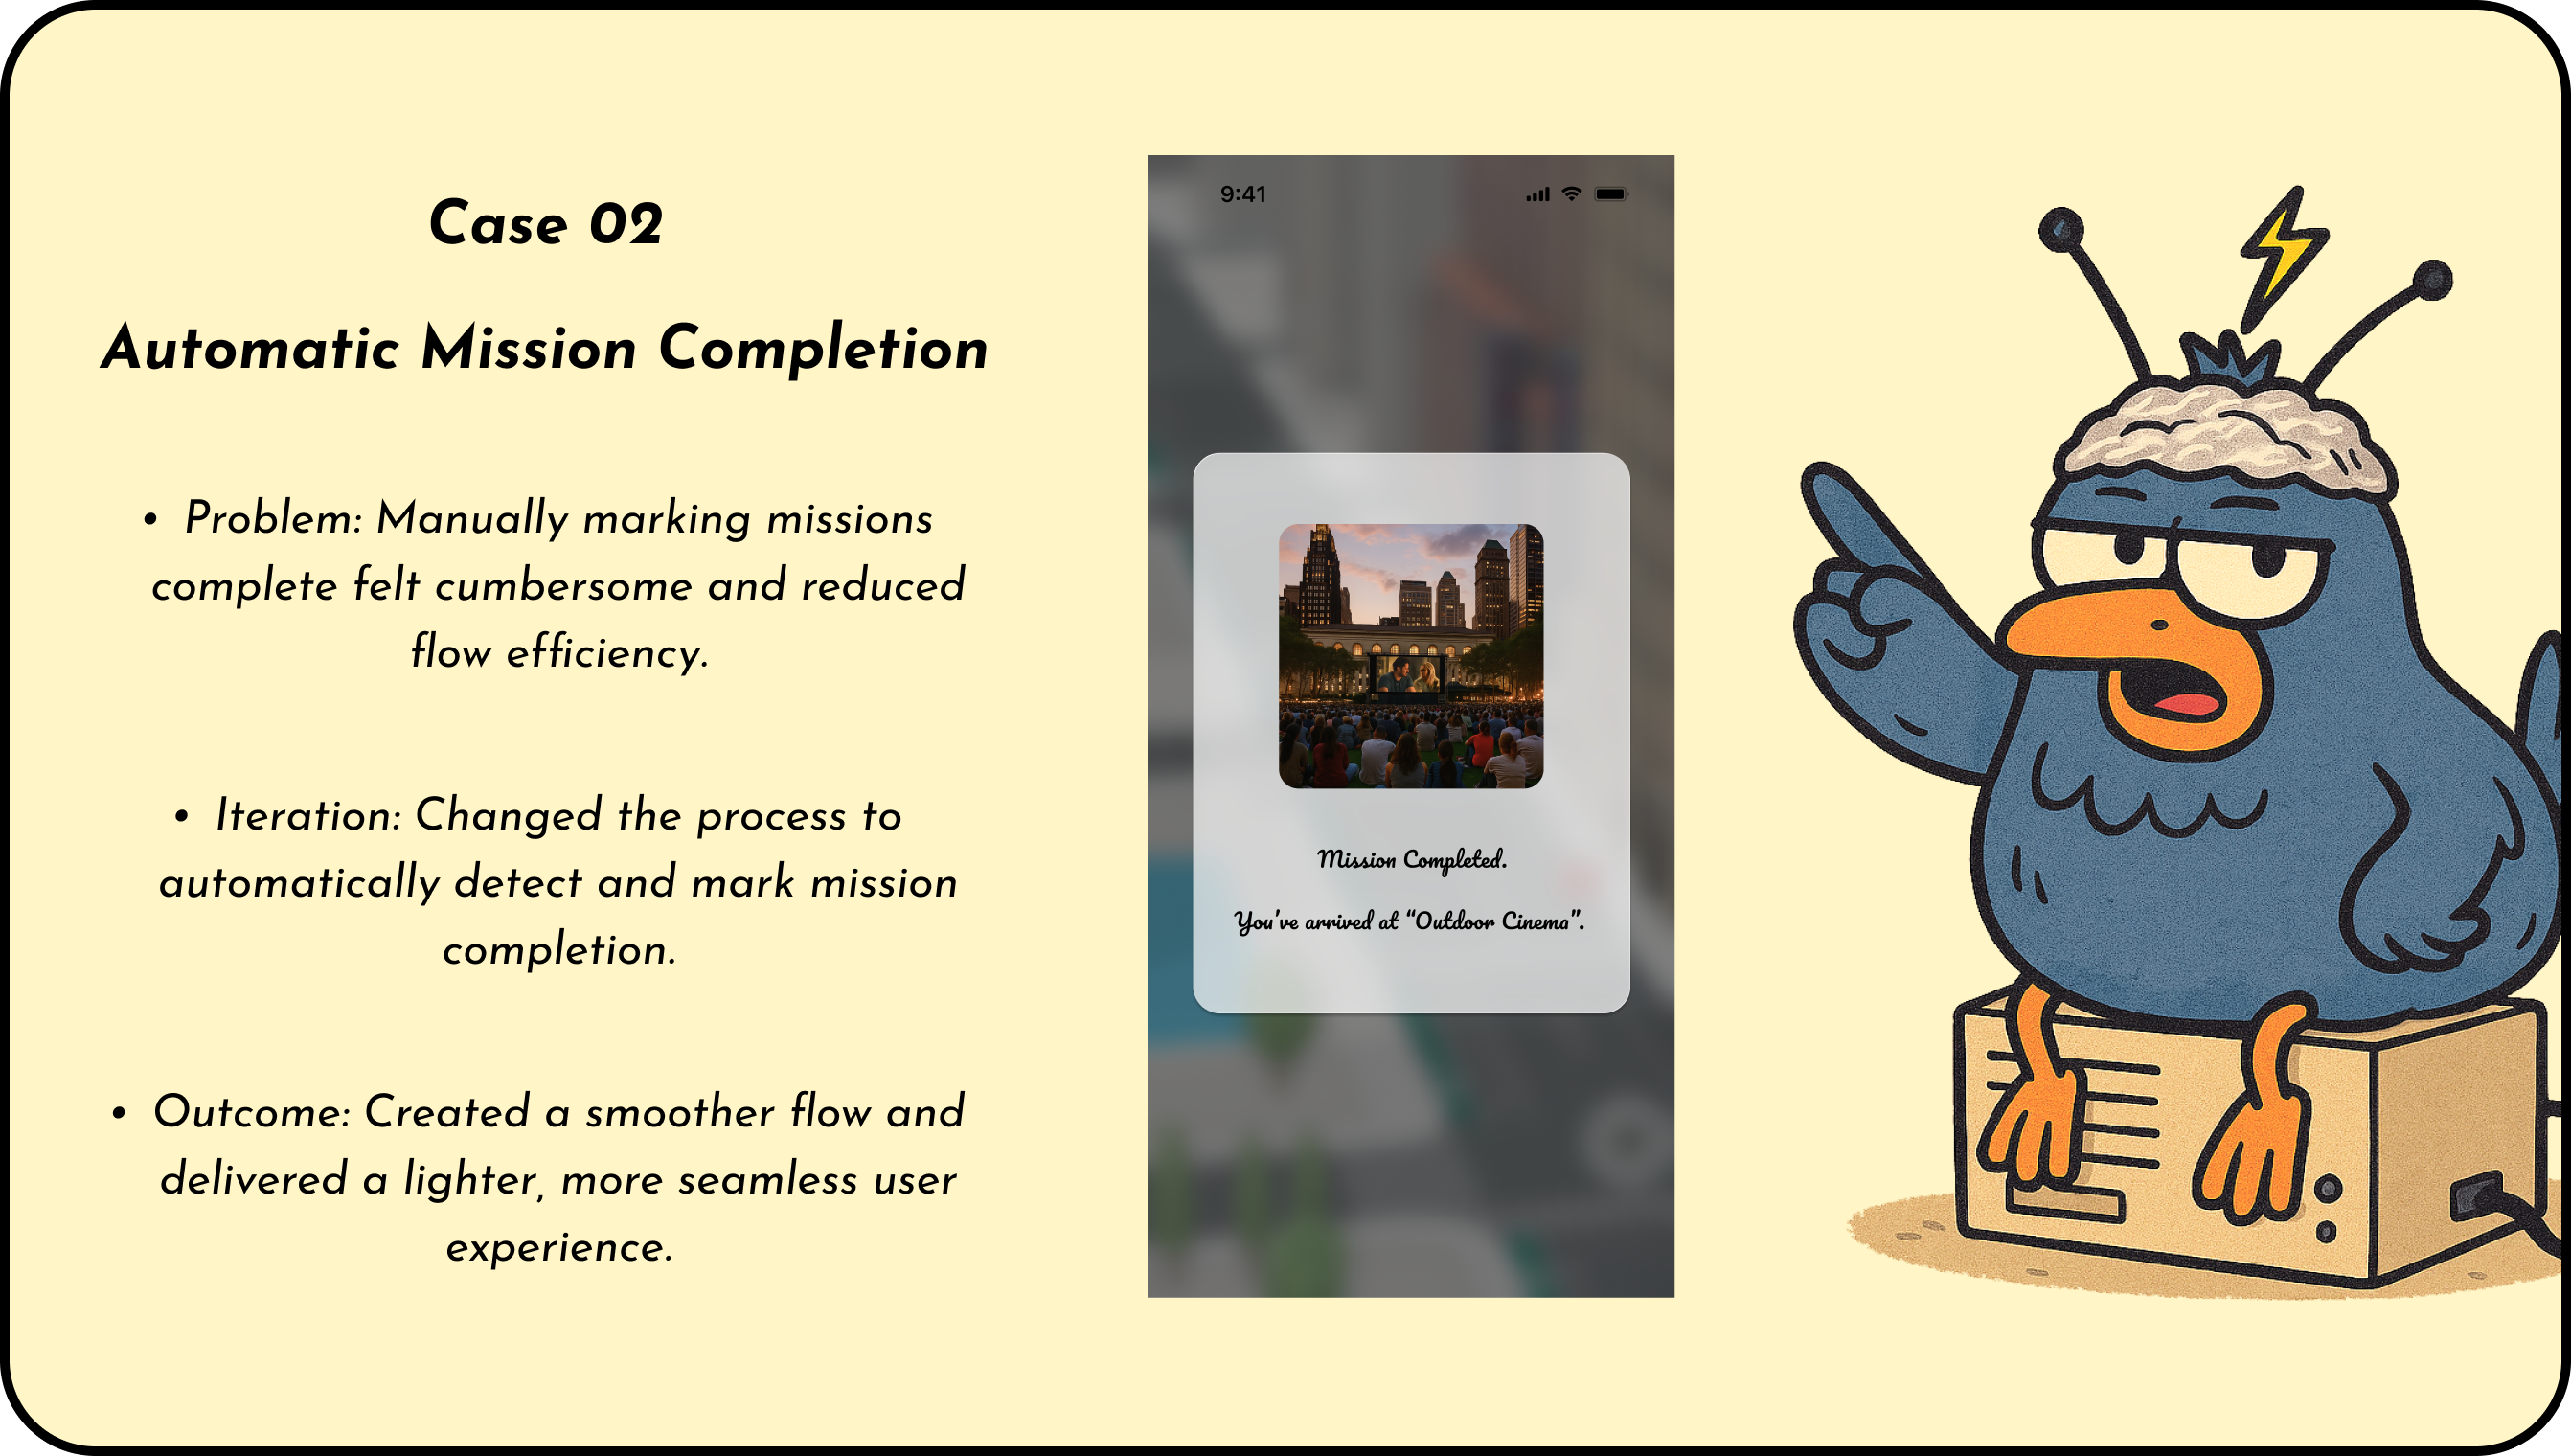 Case 02
Automatic Mission Completion
• Problem: Manually marking missions
complete felt cumbersome and reduced
flow efficiency.
• Iteration: Changed the process to
automatically detect and mark mission
completion.
• Outcome: Created a smoother flow and
delivered a lighter, more seamless user
experience.
9:41
Mission Completed.
You've arrived at “Outdoor Cinema”.